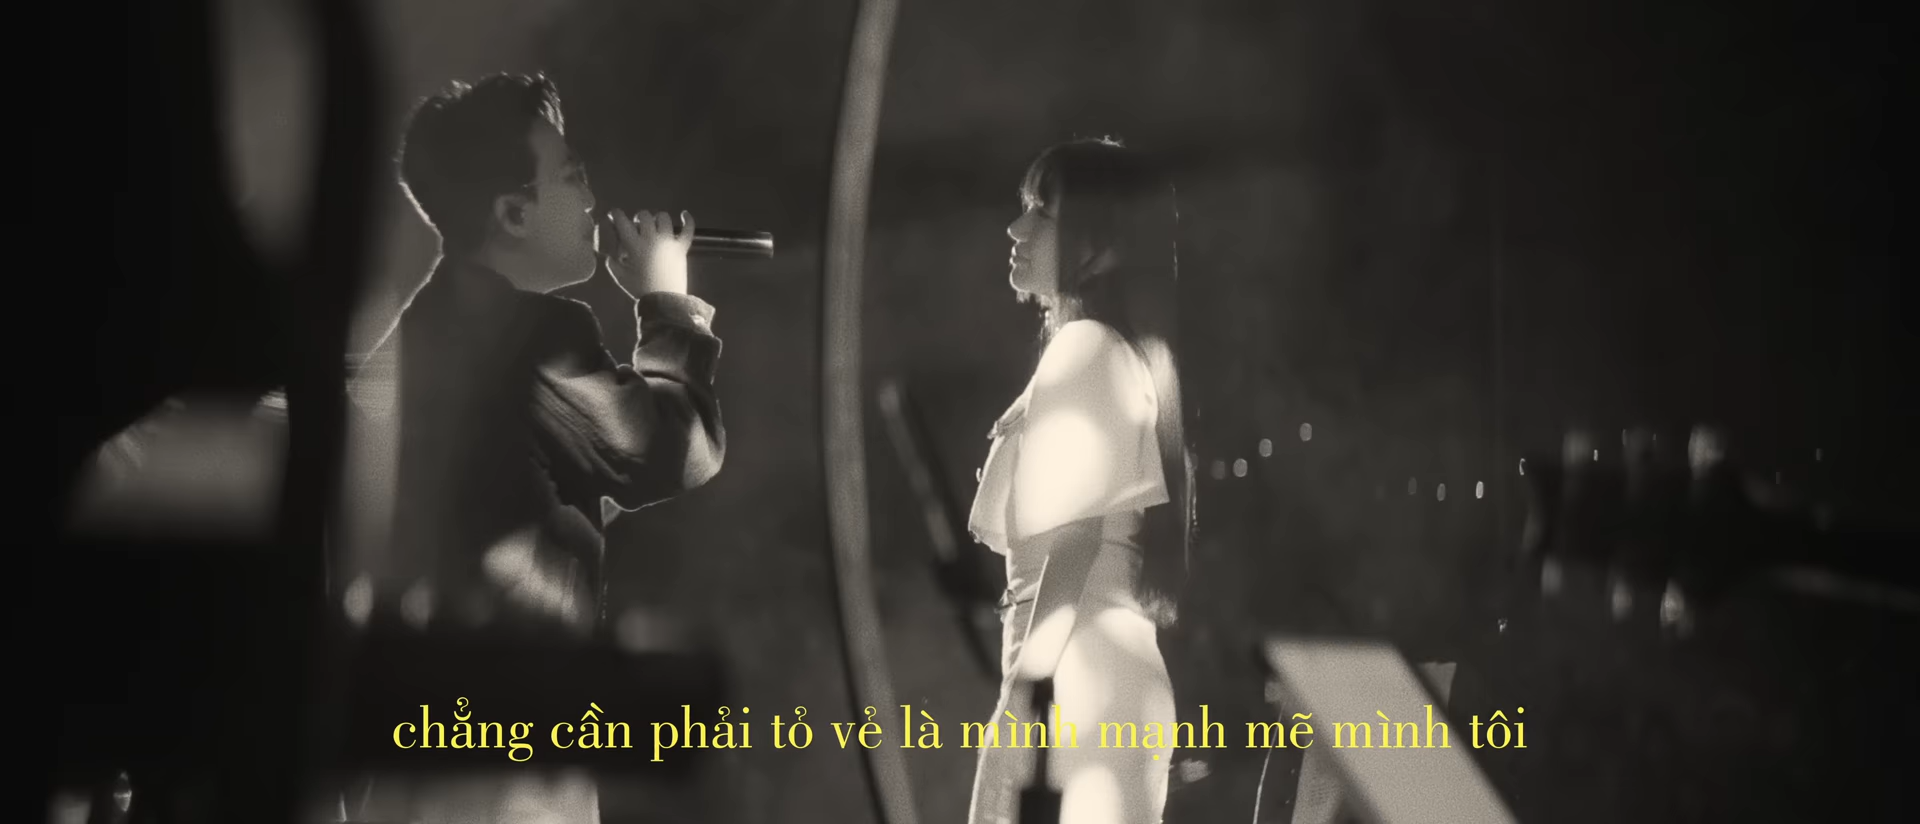 chẳng cần phải tỏ vẻ là mình mạnh mẽ mình tôi